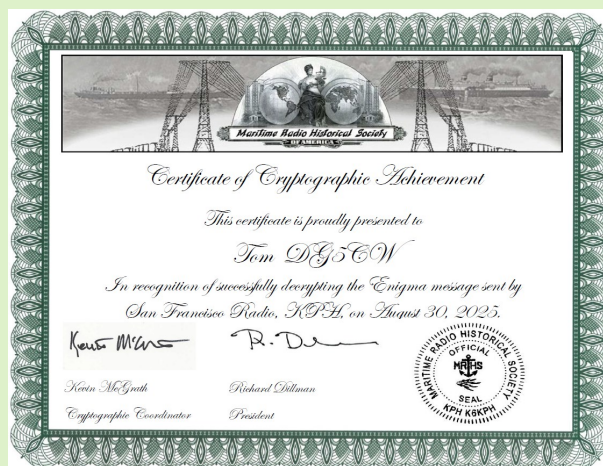 Maritime Radio Historical Society
OF AMERICA
Certificate of Cryptographic Achievement
This certificate is proudly presented to
Tom DG5CW
In recognition of successfully decrypting the Enigma message sent by
San Francisco Radio, KPH, on August 30, 2025.
Kevin McGrath
Cryptographic Coordinator
Richard Dillman
President
MARITIME RADIO HISTORICAL SOCIETY
OFFICIAL
MRHS
SEAL
KPH K6KPH